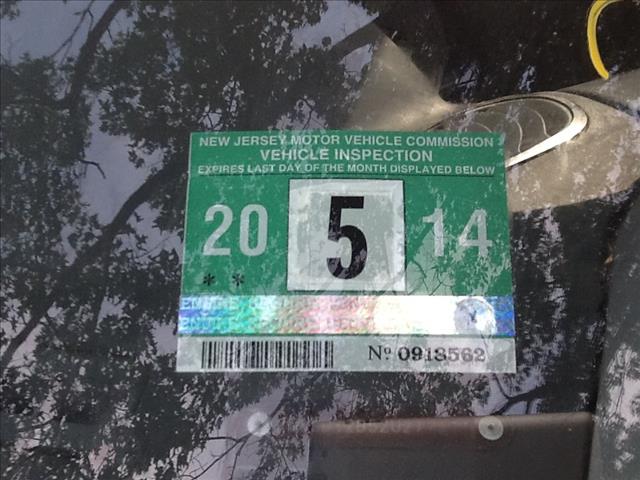 NEW JERSEY MOTOR VEHICLE COMMISSION
VEHICLE INSPECTION
EXPIRES LAST DAY OF THE MONTH DISPLAYED BELOW
20 5 14
* *
Nº 0913562